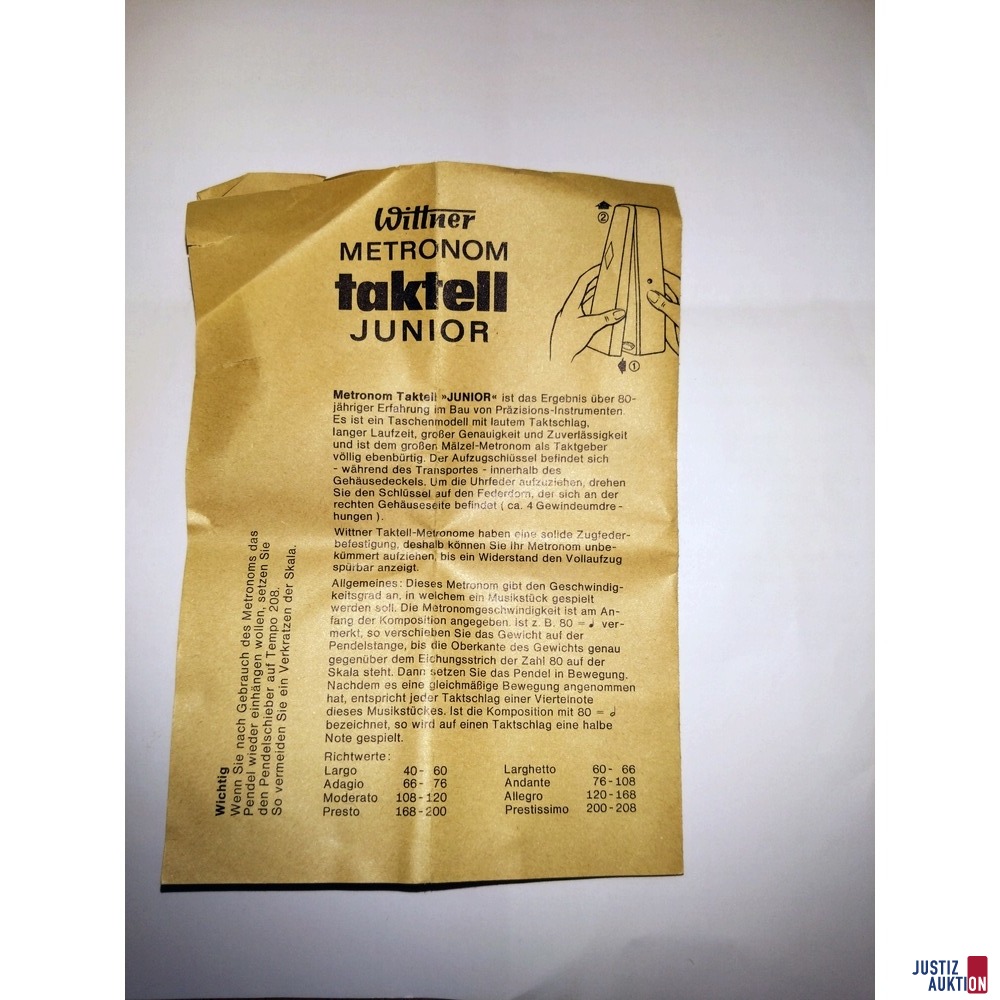 Wittner
METRONOM
taktell
JUNIOR
②
①
Metronom Taktell »JUNIOR« ist das Ergebnis über 80-
jähriger Erfahrung im Bau von Präzisions-Instrumenten.
Es ist ein Taschenmodell mit lautem Taktschlag,
langer Laufzeit, großer Genauigkeit und Zuverlässigkeit
und ist dem großen Mälzel-Metronom als Taktgeber
völlig ebenbürtig. Der Aufzugschlüssel befindet sich
- während des Transportes - innerhalb des
Gehäusedeckels. Um die Uhrfeder aufzuziehen, drehen
Sie den Schlüssel auf den Federdorn, der sich an der
rechten Gehäuseseite befindet ( ca. 4 Gewindeumdre-
hungen ).
Wittner Taktell-Metronome haben eine solide Zugfeder-
befestigung, deshalb können Sie Ihr Metronom unbe-
kümmert aufziehen, bis ein Widerstand den Vollaufzug
spürbar anzeigt.
Allgemeines: Dieses Metronom gibt den Geschwindig-
keitsgrad an, in welchem ein Musikstück gespielt
werden soll. Die Metronomgeschwindigkeit ist am An-
fang der Komposition angegeben. Ist z. B. 80 = ♩ ver-
merkt, so verschieben Sie das Gewicht auf der
Pendelstange, bis die Oberkante des Gewichts genau
gegenüber dem Eichungsstrich der Zahl 80 auf der
Skala steht. Dann setzen Sie das Pendel in Bewegung.
Nachdem es eine gleichmäßige Bewegung angenommen
hat, entspricht jeder Taktschlag einer Viertelnote
dieses Musikstückes. Ist die Komposition mit 80 = 𝅗𝅥
bezeichnet, so wird auf einen Taktschlag eine halbe
Note gespielt.
Richtwerte:
Largo 40 - 60 Larghetto 60 - 66
Adagio 66 - 76 Andante 76 - 108
Moderato 108 - 120 Allegro 120 - 168
Presto 168 - 200 Prestissimo 200 - 208
Wichtig
Wenn Sie nach Gebrauch des Metronoms das
Pendel wieder einhängen wollen, setzen Sie
den Pendelschieber auf Tempo 208.
So vermeiden Sie ein Verkratzen der Skala.
JUSTIZ
AUKTION